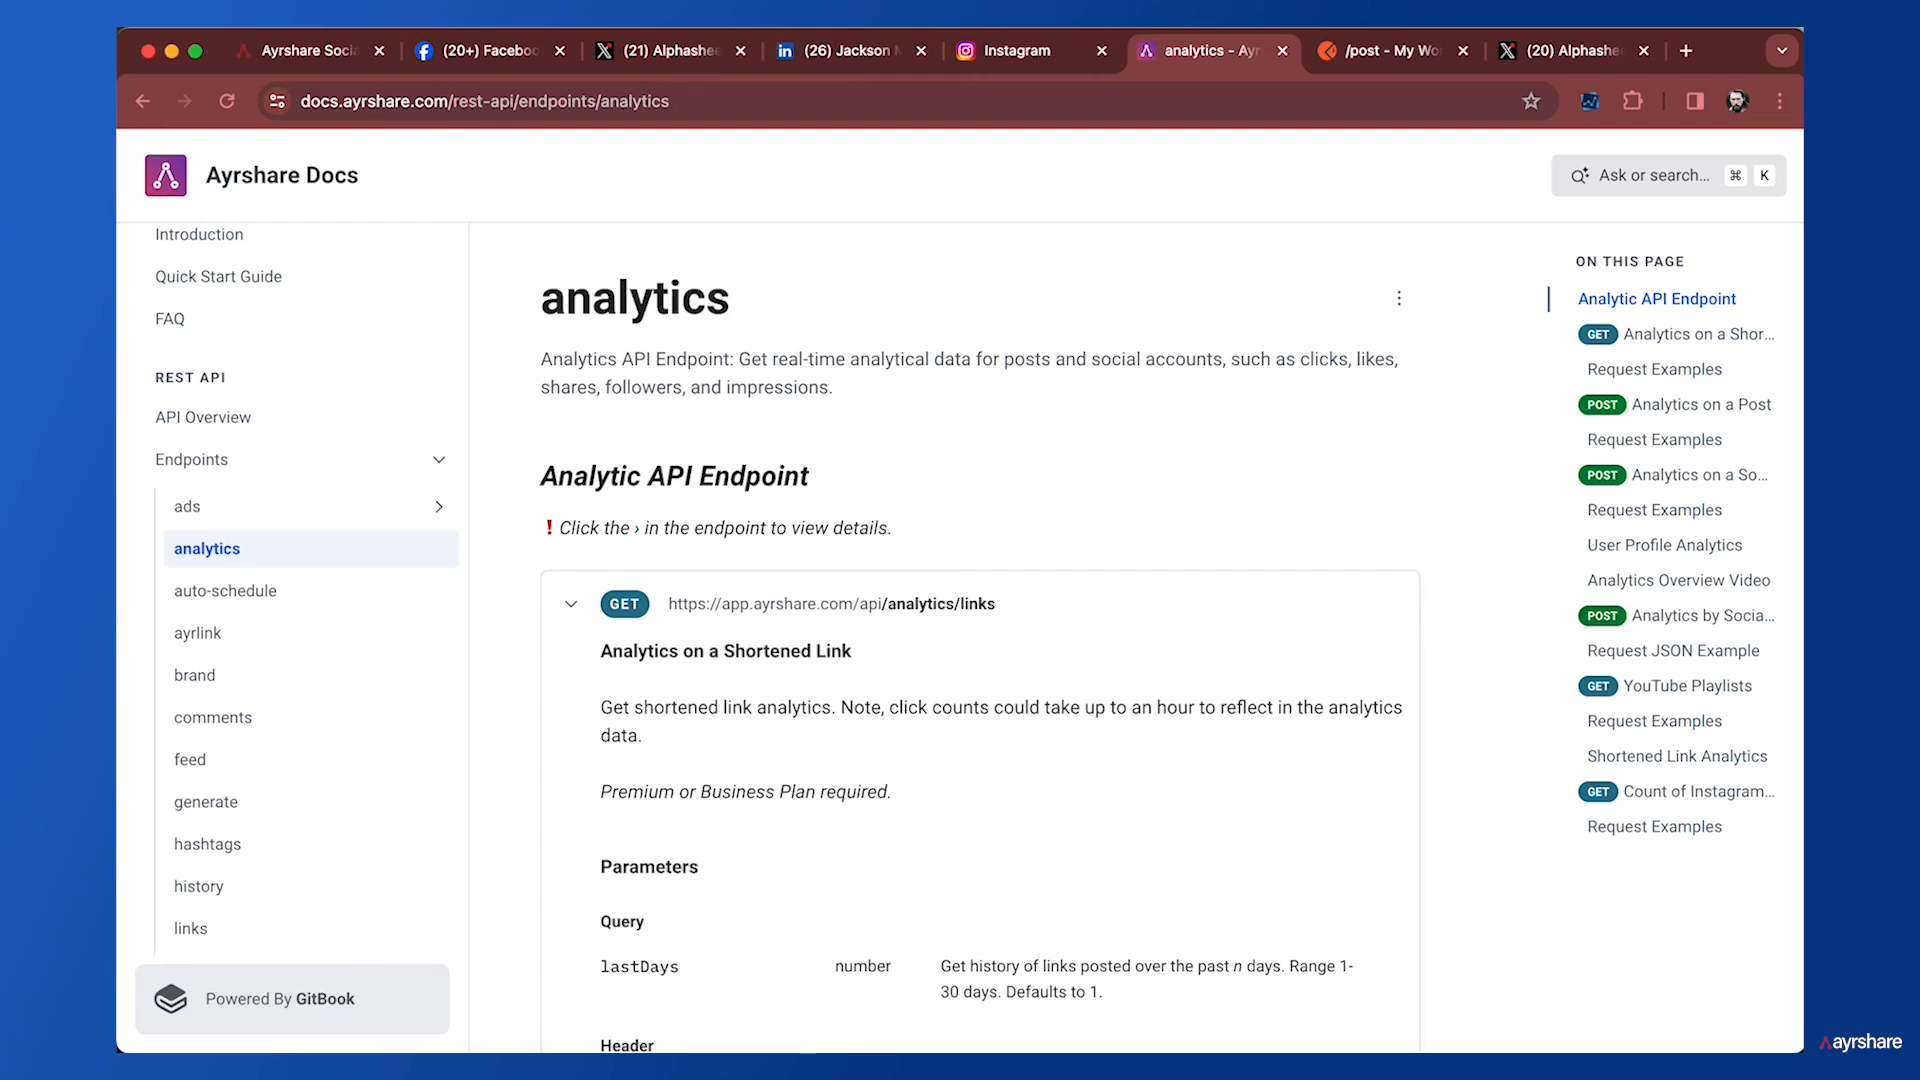 Ayrshare Socia
(20+) Faceboo
(21) Alphashee
(26) Jackson M
Instagram
analytics - Ayr
/post - My Wor
(20) Alphashe
docs.ayrshare.com/rest-api/endpoints/analytics
Ayrshare Docs
Ask or search... ⌘ K
Introduction
Quick Start Guide
FAQ
REST API
API Overview
Endpoints
ads
analytics
auto-schedule
ayrlink
brand
comments
feed
generate
hashtags
history
links
Powered By GitBook
analytics
Analytics API Endpoint: Get real-time analytical data for posts and social accounts, such as clicks, likes,
shares, followers, and impressions.
Analytic API Endpoint
❗Click the › in the endpoint to view details.
GET https://app.ayrshare.com/api/analytics/links
Analytics on a Shortened Link
Get shortened link analytics. Note, click counts could take up to an hour to reflect in the analytics
data.
Premium or Business Plan required.
Parameters
Query
lastDays number Get history of links posted over the past n days. Range 1-
30 days. Defaults to 1.
Header
ON THIS PAGE
Analytic API Endpoint
GET Analytics on a Shor...
Request Examples
POST Analytics on a Post
Request Examples
POST Analytics on a So...
Request Examples
User Profile Analytics
Analytics Overview Video
POST Analytics by Socia...
Request JSON Example
GET YouTube Playlists
Request Examples
Shortened Link Analytics
GET Count of Instagram...
Request Examples
ayrshare